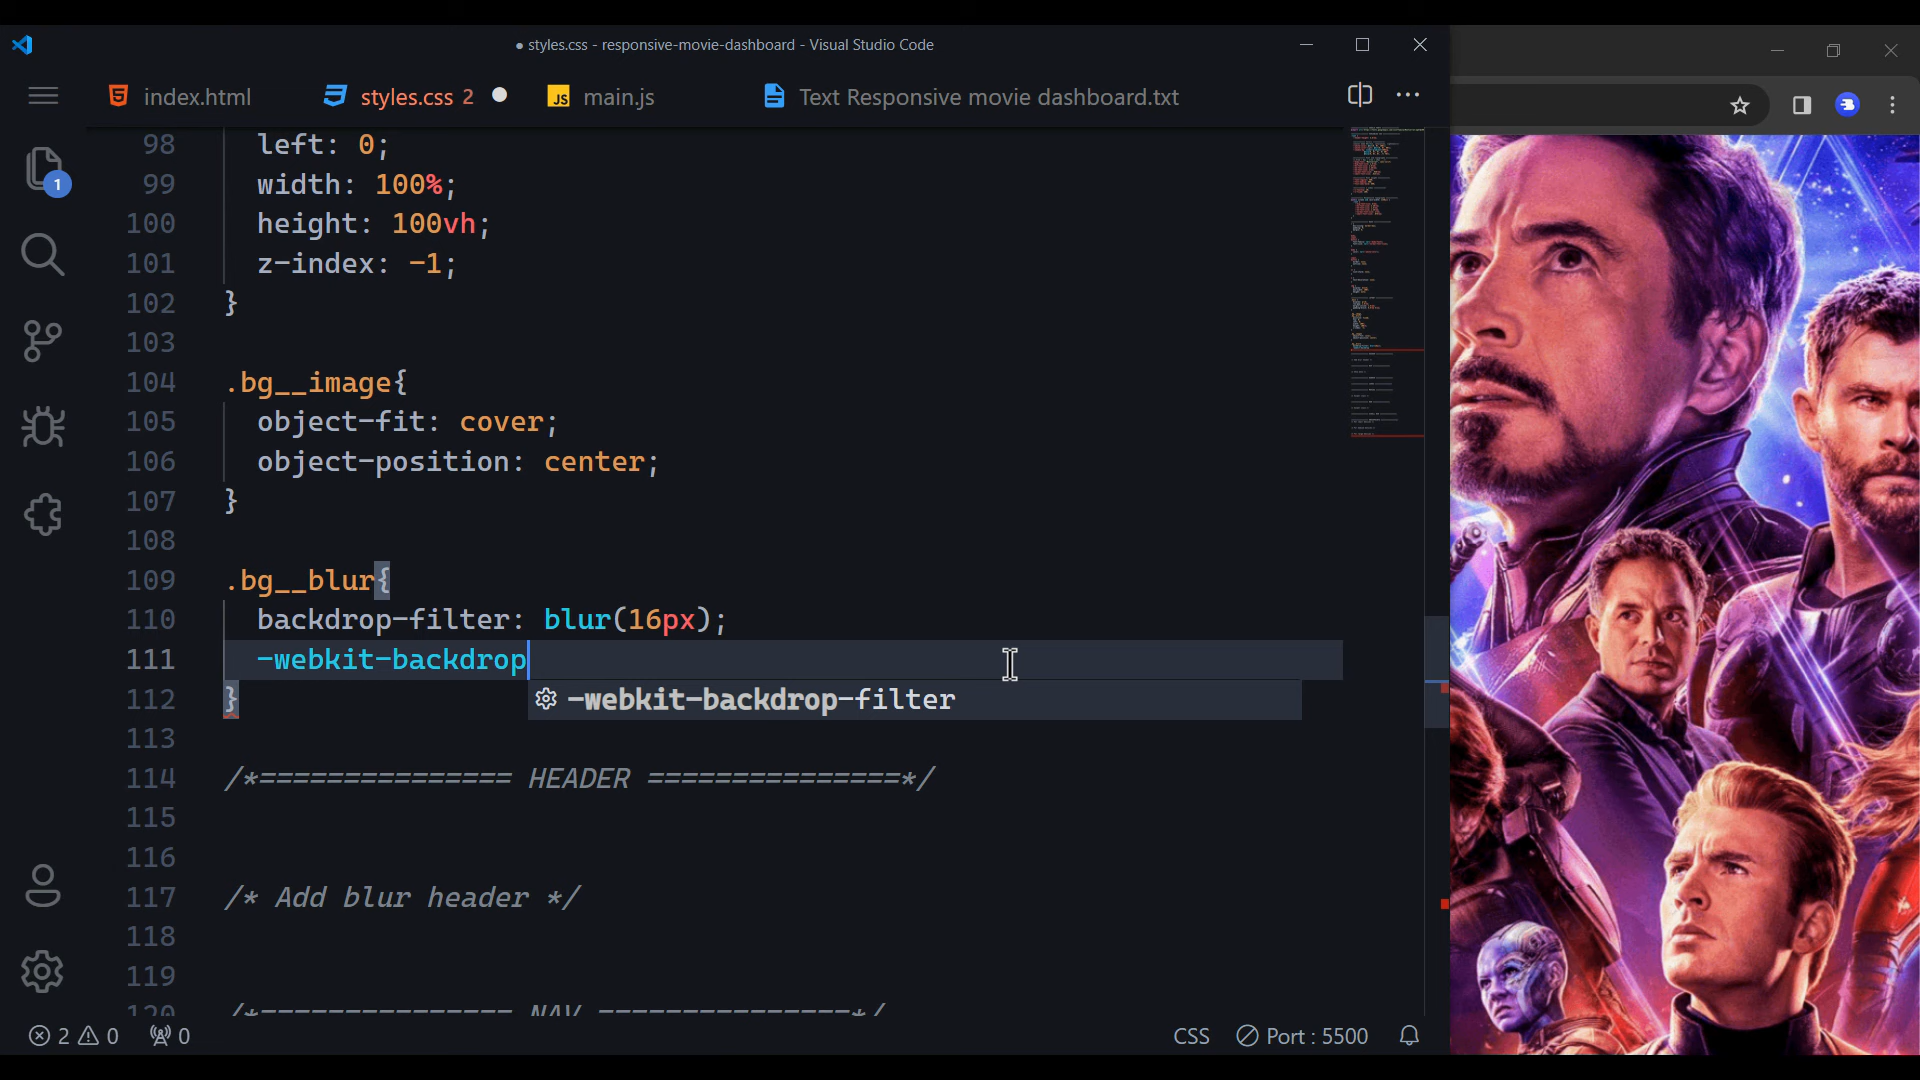 ● styles.css - responsive-movie-dashboard - Visual Studio Code
index.html
styles.css 2
JS main.js
Text Responsive movie dashboard.txt
98 left: 0;
99 width: 100%;
1 100 height: 100vh;
101 z-index: -1;
102 }
103
104 .bg__image{
105 object-fit: cover;
106 object-position: center;
107 }
108
109 .bg__blur{
110 backdrop-filter: blur(16px);
111 -webkit-backdrop
112 }
-webkit-backdrop-filter
113
114 /*=============== HEADER ===============*/
115
116
117 /* Add blur header */
118
119
120 /*=============== NAV ===============*/
2 0 0
CSS Port : 5500